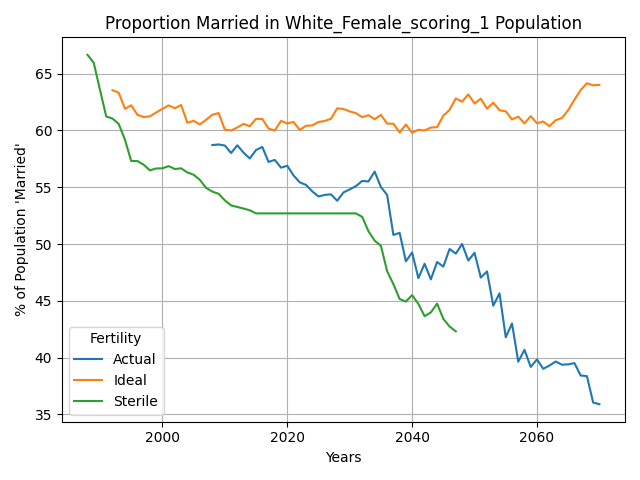 Proportion Married in White_Female_scoring_1 Population
% of Population 'Married'
65
60
55
50
45
40
35
Fertility
Actual
Ideal
Sterile
2000
2020
2040
2060
Years